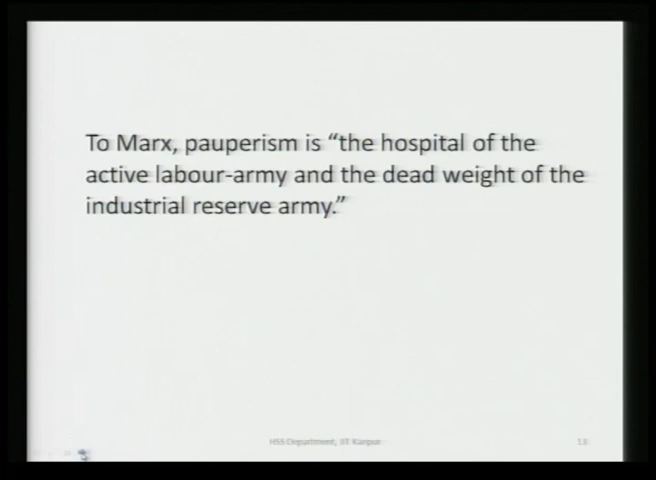 To Marx, pauperism is “the hospital of the
active labour-army and the dead weight of the
industrial reserve army.”
HSS Department, IIT Kanpur
13